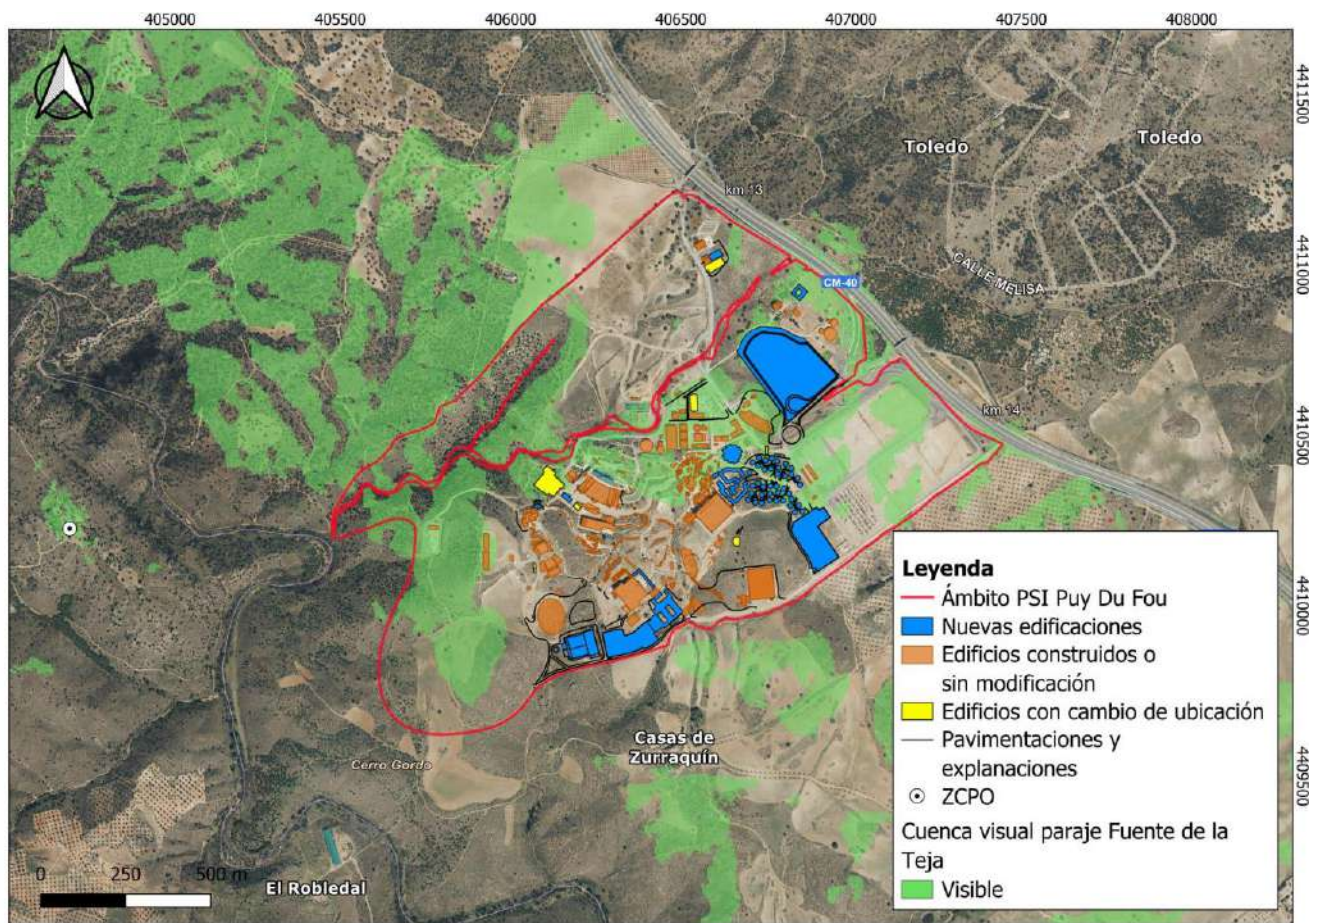 405000
405500
406000
406500
407000
407500
408000
4411500
4411000
4410500
4410000
4409500
Toledo
Toledo
km 13
CALLE MELISA
CM-40
km 14
Casas de
Zurraquín
Cerro Gordo
El Robledal
0
250
500 m
Leyenda
Ámbito PSI Puy Du Fou
Nuevas edificaciones
Edificios construidos o
sin modificación
Edificios con cambio de ubicación
Pavimentaciones y
explanaciones
ZCPO
Cuenca visual paraje Fuente de la
Teja
Visible